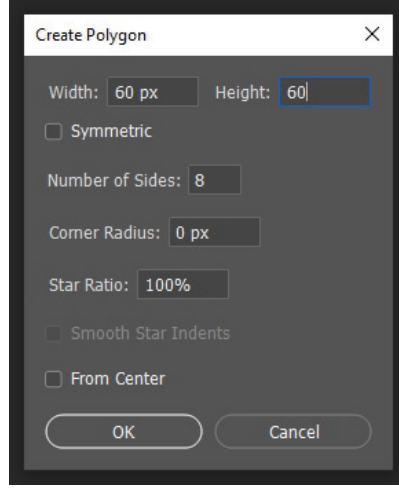 Create Polygon
Width: 60 px Height: 60
Symmetric
Number of Sides: 8
Corner Radius: 0 px
Star Ratio: 100%
Smooth Star Indents
From Center
OK Cancel